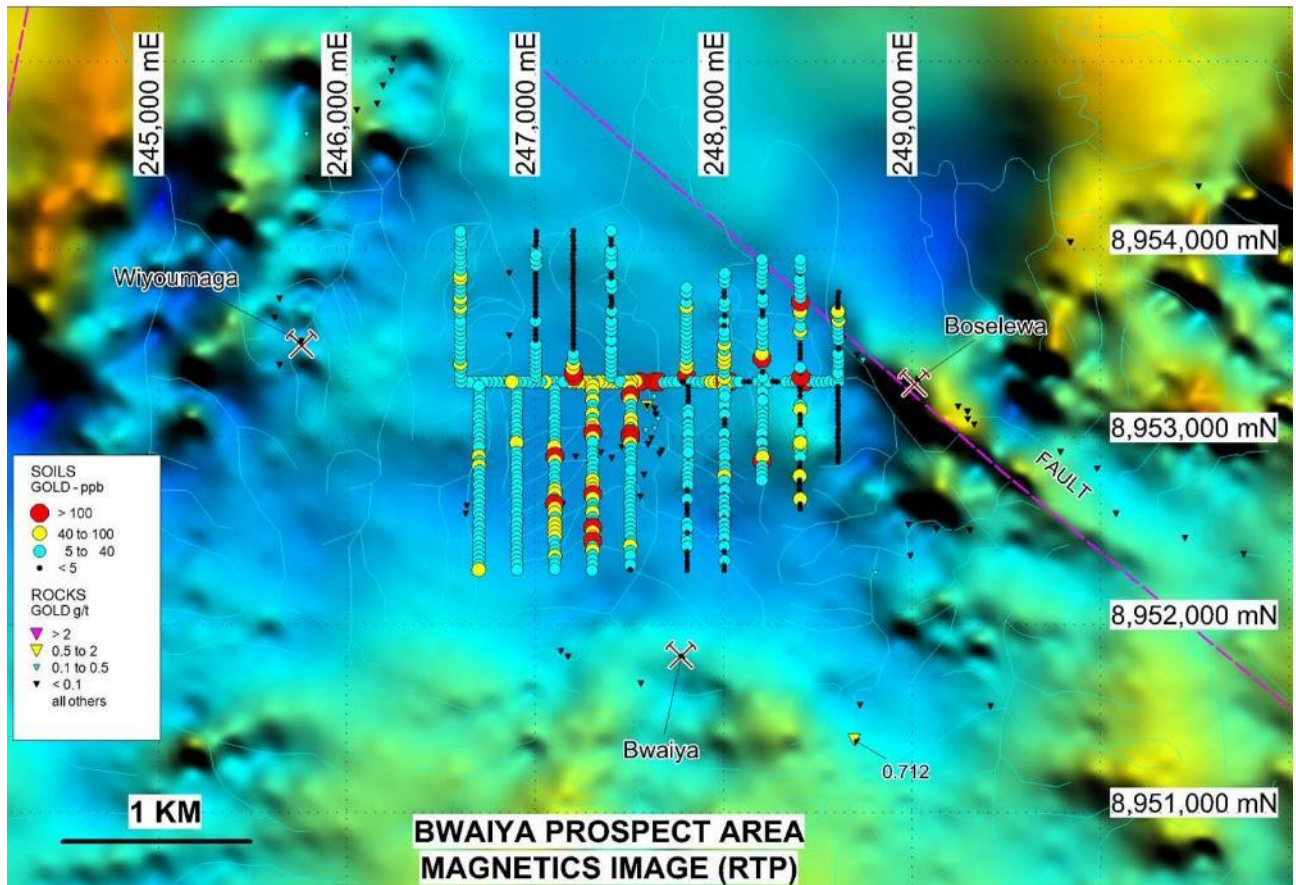 245,000 mE
246,000 mE
247,000 mE
248,000 mE
249,000 mE
8,954,000 mN
Wiyoumaga
Boselewa
8,953,000 mN
FAULT
SOILS
GOLD - ppb
> 100
40 to 100
5 to 40
< 5
ROCKS
GOLD g/t
> 2
0.5 to 2
0.1 to 0.5
< 0.1
all others
8,952,000 mN
Bwaiya
0.712
8,951,000 mN
1 KM
BWAIYA PROSPECT AREA
MAGNETICS IMAGE (RTP)